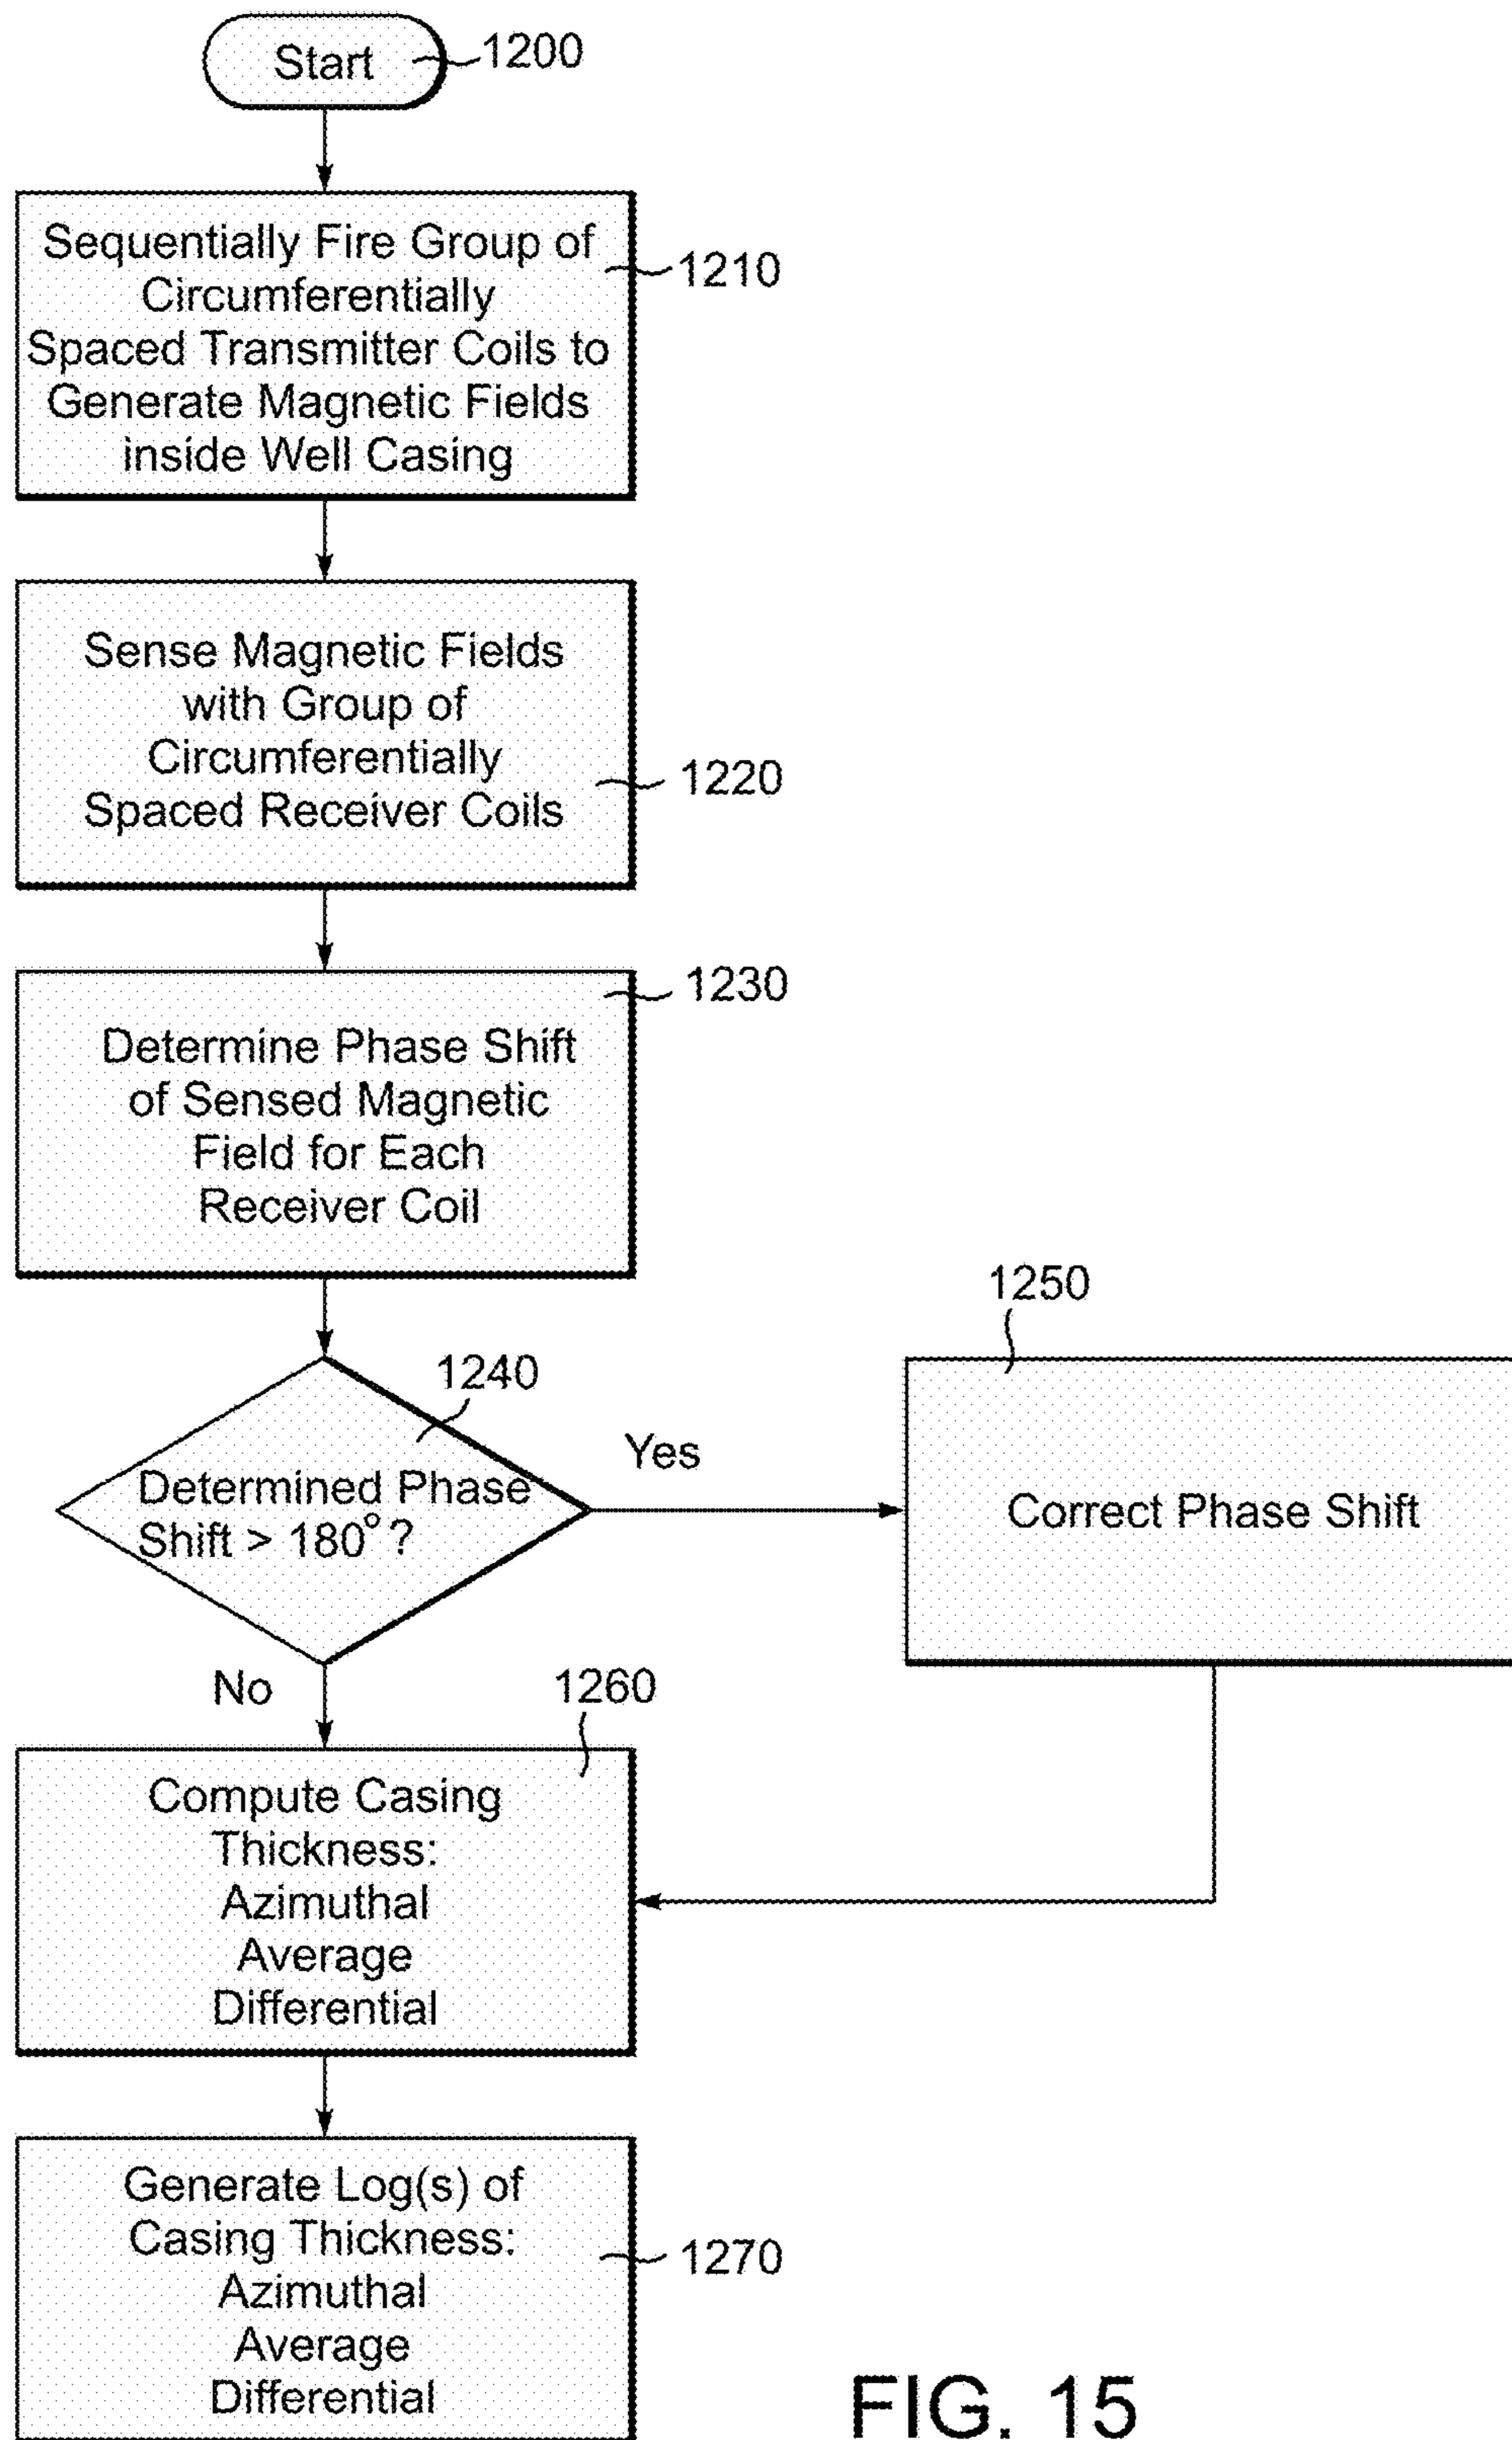 Start
1200
Sequentially Fire Group of
Circumferentially
Spaced Transmitter Coils to
Generate Magnetic Fields
inside Well Casing
1210
Sense Magnetic Fields
with Group of
Circumferentially
Spaced Receiver Coils
1220
1230
Determine Phase Shift
of Sensed Magnetic
Field for Each
Receiver Coil
1240
Determined Phase
Shift > 180°?
Yes
1250
Correct Phase Shift
No
1260
Compute Casing
Thickness:
Azimuthal
Average
Differential
Generate Log(s) of
Casing Thickness:
Azimuthal
Average
Differential
1270
FIG. 15